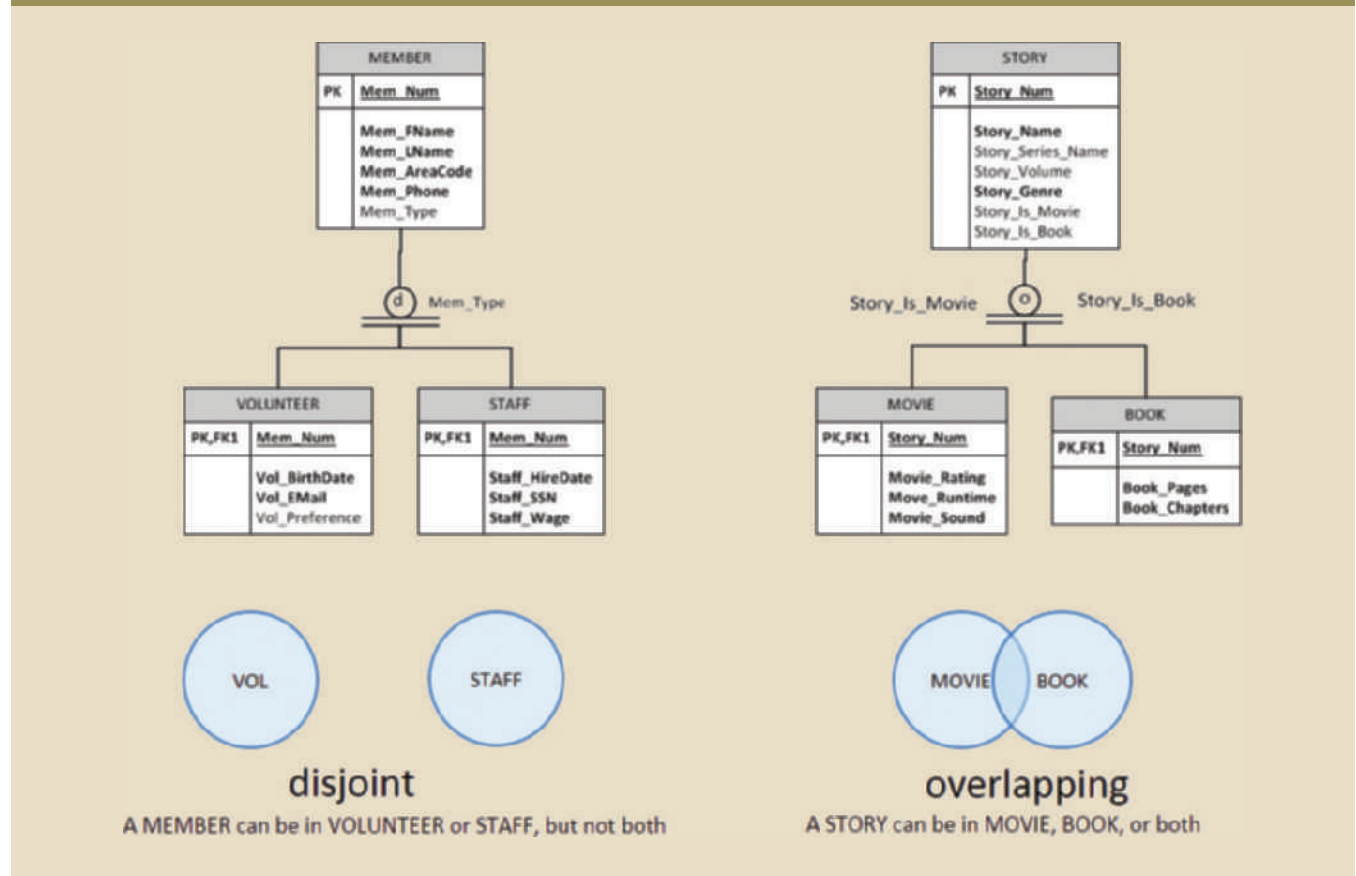 MEMBER
PK Mem_Num
Mem_FName
Mem_LName
Mem_AreaCode
Mem_Phone
Mem_Type
d Mem_Type
VOLUNTEER
PK,FK1 Mem_Num
Vol_BirthDate
Vol_EMail
Vol_Preference
STAFF
PK,FK1 Mem_Num
Staff_HireDate
Staff_SSN
Staff_Wage
VOL
STAFF
disjoint
A MEMBER can be in VOLUNTEER or STAFF, but not both
STORY
PK Story_Num
Story_Name
Story_Series_Name
Story_Volume
Story_Genre
Story_Is_Movie
Story_Is_Book
Story_Is_Movie o Story_Is_Book
MOVIE
PK,FK1 Story_Num
Movie_Rating
Move_Runtime
Movie_Sound
BOOK
PK,FK1 Story_Num
Book_Pages
Book_Chapters
MOVIE
BOOK
overlapping
A STORY can be in MOVIE, BOOK, or both